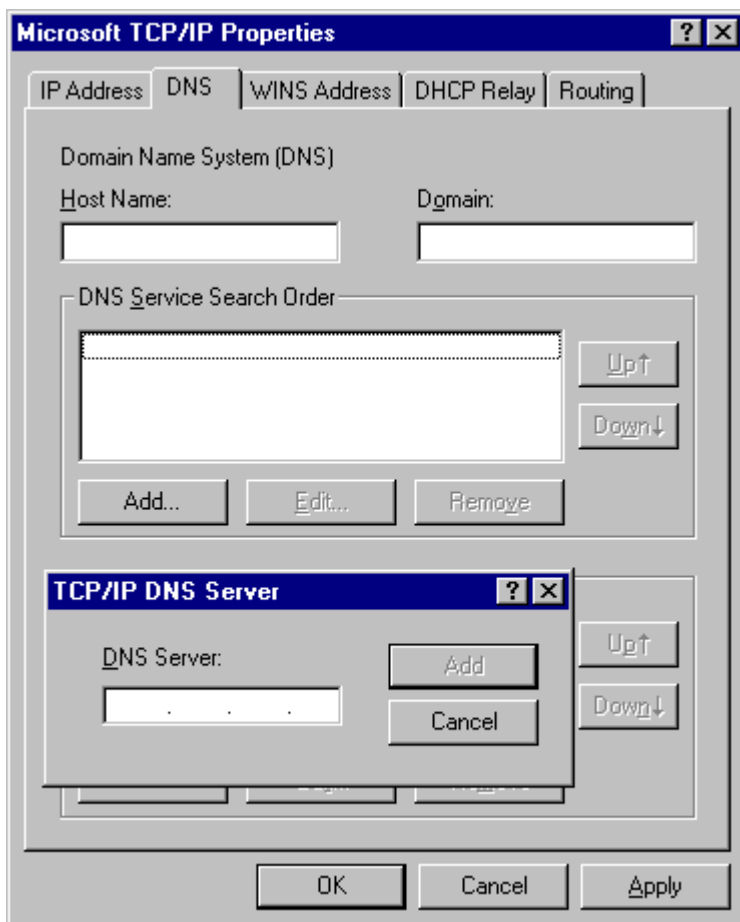 Microsoft TCP/IP Properties
IP Address DNS WINS Address DHCP Relay Routing
Domain Name System (DNS)
Host Name: Domain:
DNS Service Search Order
Up↑
Down↓
Add... Edit... Remove
TCP/IP DNS Server
DNS Server:
. . .
Add
Cancel
Up↑
Down↓
OK Cancel Apply